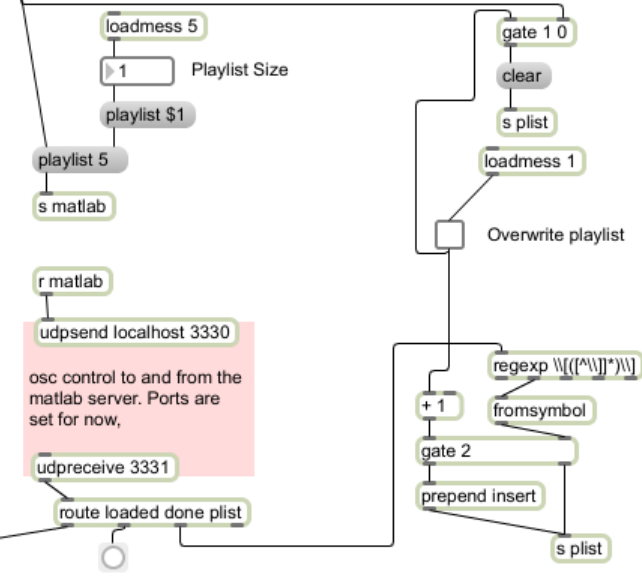 loadmess 5
1
Playlist Size
playlist $1
playlist 5
s matlab
gate 1 0
clear
s plist
loadmess 1
Overwrite playlist
r matlab
udpsend localhost 3330
osc control to and from the
matlab server. Ports are
set for now,
udpreceive 3331
route loaded done plist
regexp \\[([^\\]]*)\\]
+ 1
fromsymbol
gate 2
prepend insert
s plist